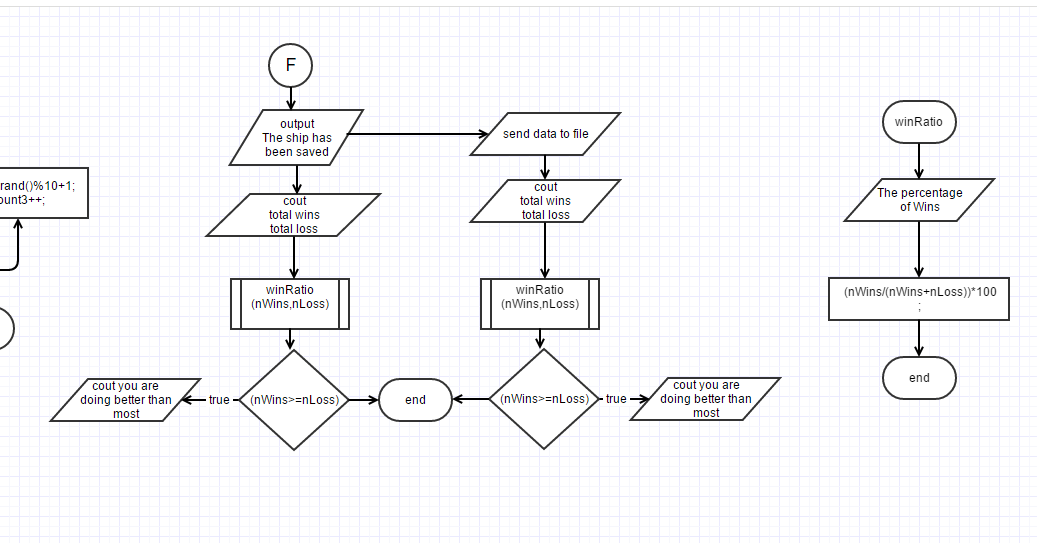 F
output
The ship has
been saved
send data to file
rand()%10+1;
ount3++;
cout
total wins
total loss
cout
total wins
total loss
winRatio
(nWins,nLoss)
winRatio
(nWins,nLoss)
cout you are
doing better than
most
true
(nWins>=nLoss)
end
(nWins>=nLoss)
true
cout you are
doing better than
most
winRatio
The percentage
of Wins
(nWins/(nWins+nLoss))*100
;
end